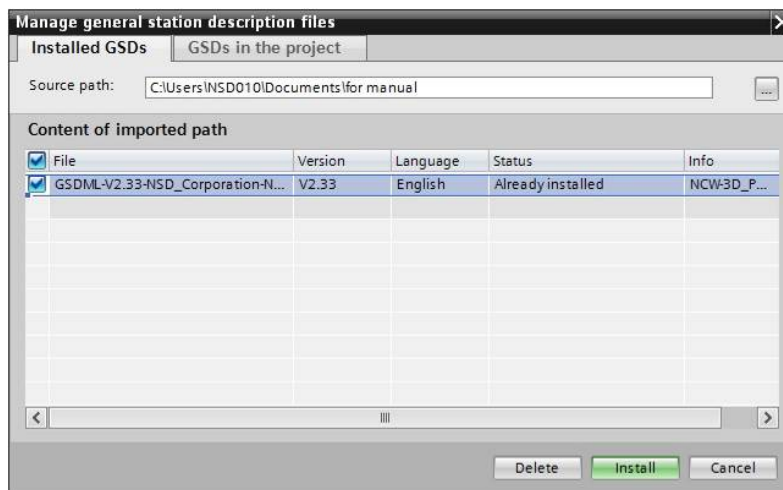 Manage general station description files
Installed GSDs GSDs in the project
Source path: C:\Users\NSD010\Documents\for manual ...
Content of imported path
File Version Language Status Info
GSDML-V2.33-NSD_Corporation-N... V2.33 English Already installed NCW-3D_P...
Delete Install Cancel